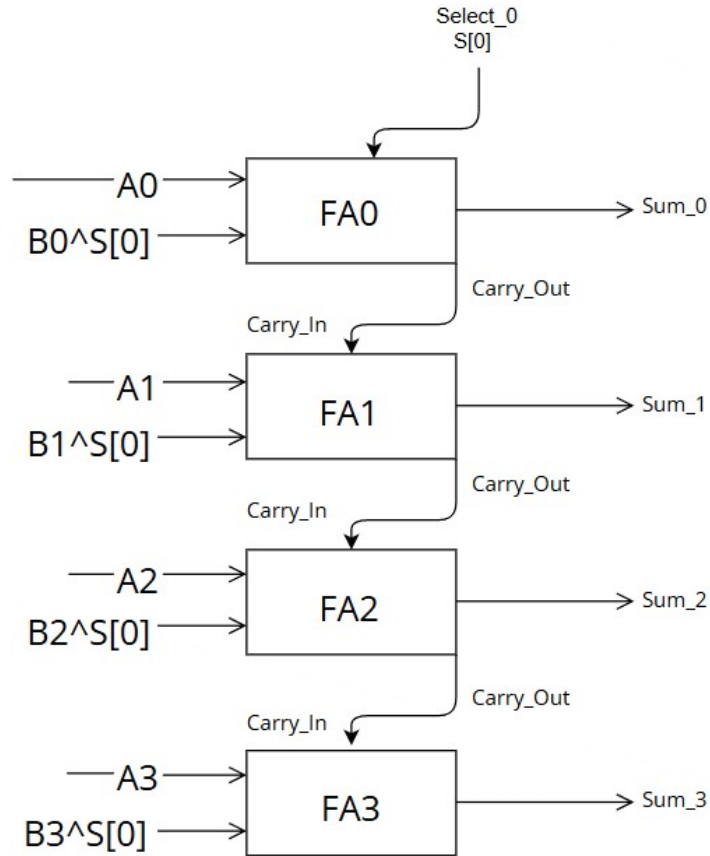 Select_0
S[0]
A0
FA0
Sum_0
B0^S[0]
Carry_Out
Carry_In
A1
FA1
Sum_1
B1^S[0]
Carry_Out
Carry_In
A2
FA2
Sum_2
B2^S[0]
Carry_Out
Carry_In
A3
FA3
Sum_3
B3^S[0]